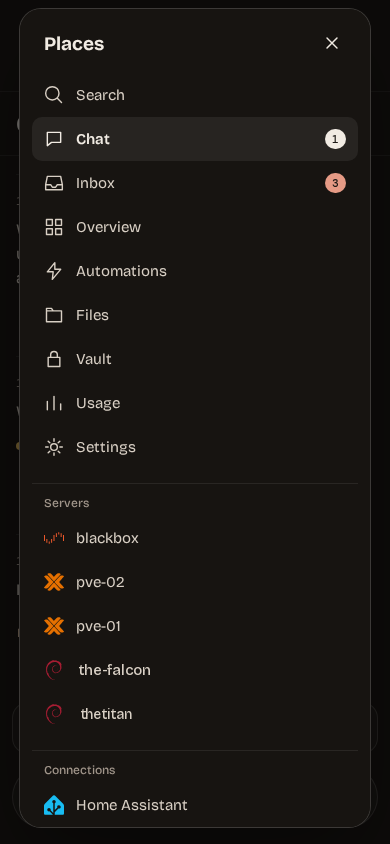 Places
Search
Chat
1
Inbox
3
Overview
Automations
Files
Vault
Usage
Settings
Servers
blackbox
pve-02
pve-01
the-falcon
thetitan
Connections
Home Assistant